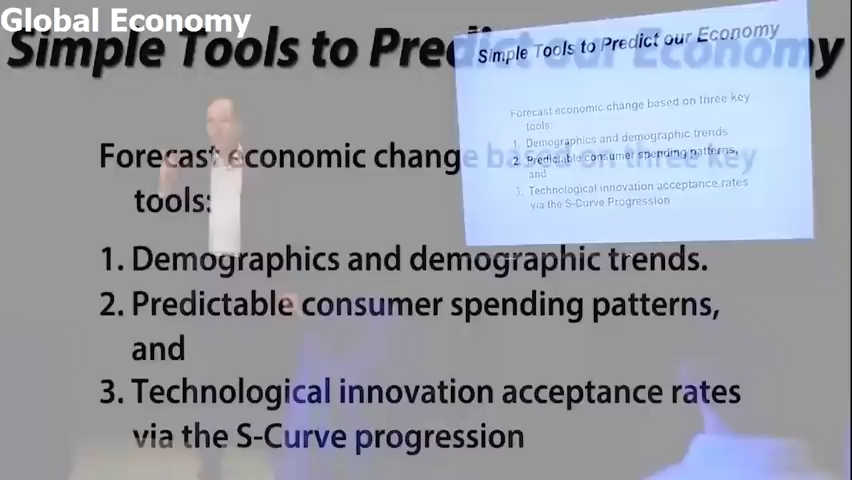 Global Economy
Simple Tools to Predict our Economy
Forecast economic change based on three key
tools:
1. Demographics and demographic trends.
2. Predictable consumer spending patterns,
and
3. Technological innovation acceptance rates
via the S-Curve progression
Simple Tools to Predict our Economy
Forecast economic change based on three key
tools:
1. Demographics and demographic trends
2. Predictable consumer spending patterns,
and
3. Technological innovation acceptance rates
via the S-Curve Progression